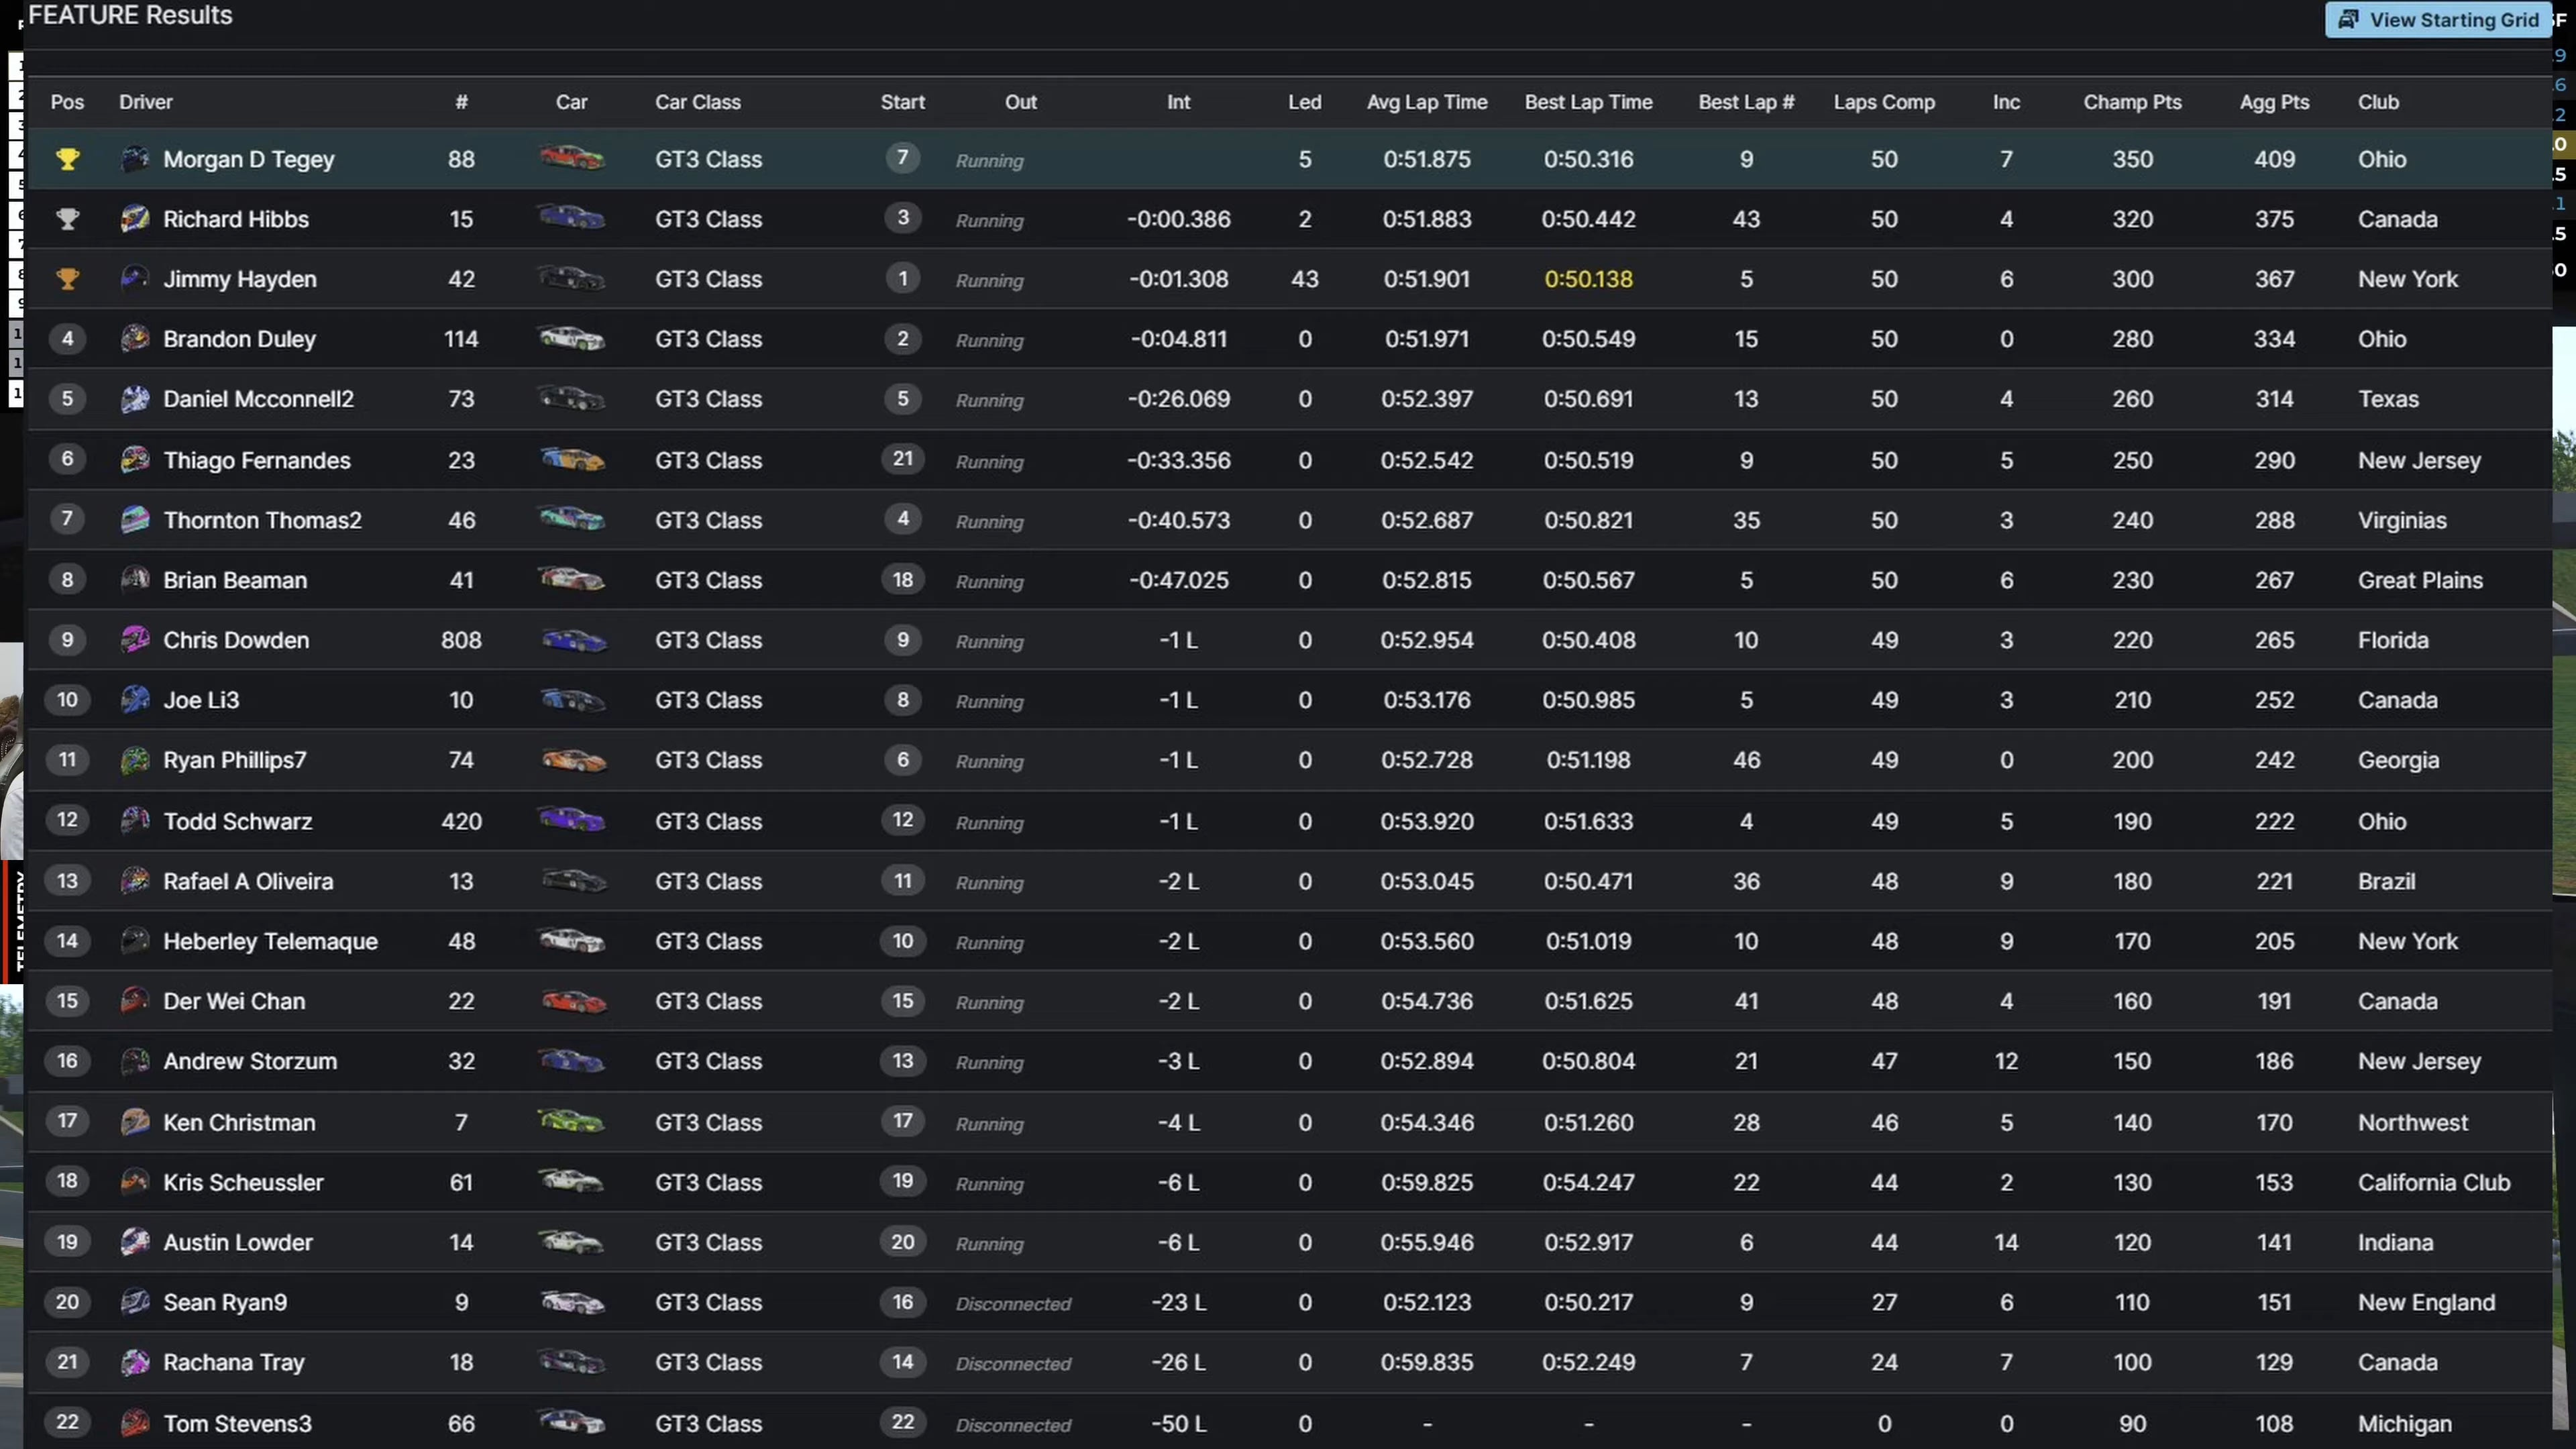 FEATURE Results
View Starting Grid
Pos Driver # Car Car Class Start Out Int Led Avg Lap Time Best Lap Time Best Lap # Laps Comp Inc Champ Pts Agg Pts Club
Morgan D Tegey 88 GT3 Class 7 Running 5 0:51.875 0:50.316 9 50 7 350 409 Ohio
Richard Hibbs 15 GT3 Class 3 Running -0:00.386 2 0:51.883 0:50.442 43 50 4 320 375 Canada
Jimmy Hayden 42 GT3 Class 1 Running -0:01.308 43 0:51.901 0:50.138 5 50 6 300 367 New York
4 Brandon Duley 114 GT3 Class 2 Running -0:04.811 0 0:51.971 0:50.549 15 50 0 280 334 Ohio
5 Daniel Mcconnell2 73 GT3 Class 5 Running -0:26.069 0 0:52.397 0:50.691 13 50 4 260 314 Texas
6 Thiago Fernandes 23 GT3 Class 21 Running -0:33.356 0 0:52.542 0:50.519 9 50 5 250 290 New Jersey
7 Thornton Thomas2 46 GT3 Class 4 Running -0:40.573 0 0:52.687 0:50.821 35 50 3 240 288 Virginias
8 Brian Beaman 41 GT3 Class 18 Running -0:47.025 0 0:52.815 0:50.567 5 50 6 230 267 Great Plains
9 Chris Dowden 808 GT3 Class 9 Running -1 L 0 0:52.954 0:50.408 10 49 3 220 265 Florida
10 Joe Li3 10 GT3 Class 8 Running -1 L 0 0:53.176 0:50.985 5 49 3 210 252 Canada
11 Ryan Phillips7 74 GT3 Class 6 Running -1 L 0 0:52.728 0:51.198 46 49 0 200 242 Georgia
12 Todd Schwarz 420 GT3 Class 12 Running -1 L 0 0:53.920 0:51.633 4 49 5 190 222 Ohio
13 Rafael A Oliveira 13 GT3 Class 11 Running -2 L 0 0:53.045 0:50.471 36 48 9 180 221 Brazil
14 Heberley Telemaque 48 GT3 Class 10 Running -2 L 0 0:53.560 0:51.019 10 48 9 170 205 New York
15 Der Wei Chan 22 GT3 Class 15 Running -2 L 0 0:54.736 0:51.625 41 48 4 160 191 Canada
16 Andrew Storzum 32 GT3 Class 13 Running -3 L 0 0:52.894 0:50.804 21 47 12 150 186 New Jersey
17 Ken Christman 7 GT3 Class 17 Running -4 L 0 0:54.346 0:51.260 28 46 5 140 170 Northwest
18 Kris Scheussler 61 GT3 Class 19 Running -6 L 0 0:59.825 0:54.247 22 44 2 130 153 California Club
19 Austin Lowder 14 GT3 Class 20 Running -6 L 0 0:55.946 0:52.917 6 44 14 120 141 Indiana
20 Sean Ryan9 9 GT3 Class 16 Disconnected -23 L 0 0:52.123 0:50.217 9 27 6 110 151 New England
21 Rachana Tray 18 GT3 Class 14 Disconnected -26 L 0 0:59.835 0:52.249 7 24 7 100 129 Canada
22 Tom Stevens3 66 GT3 Class 22 Disconnected -50 L 0 - - - 0 0 90 108 Michigan
TELEMETRY